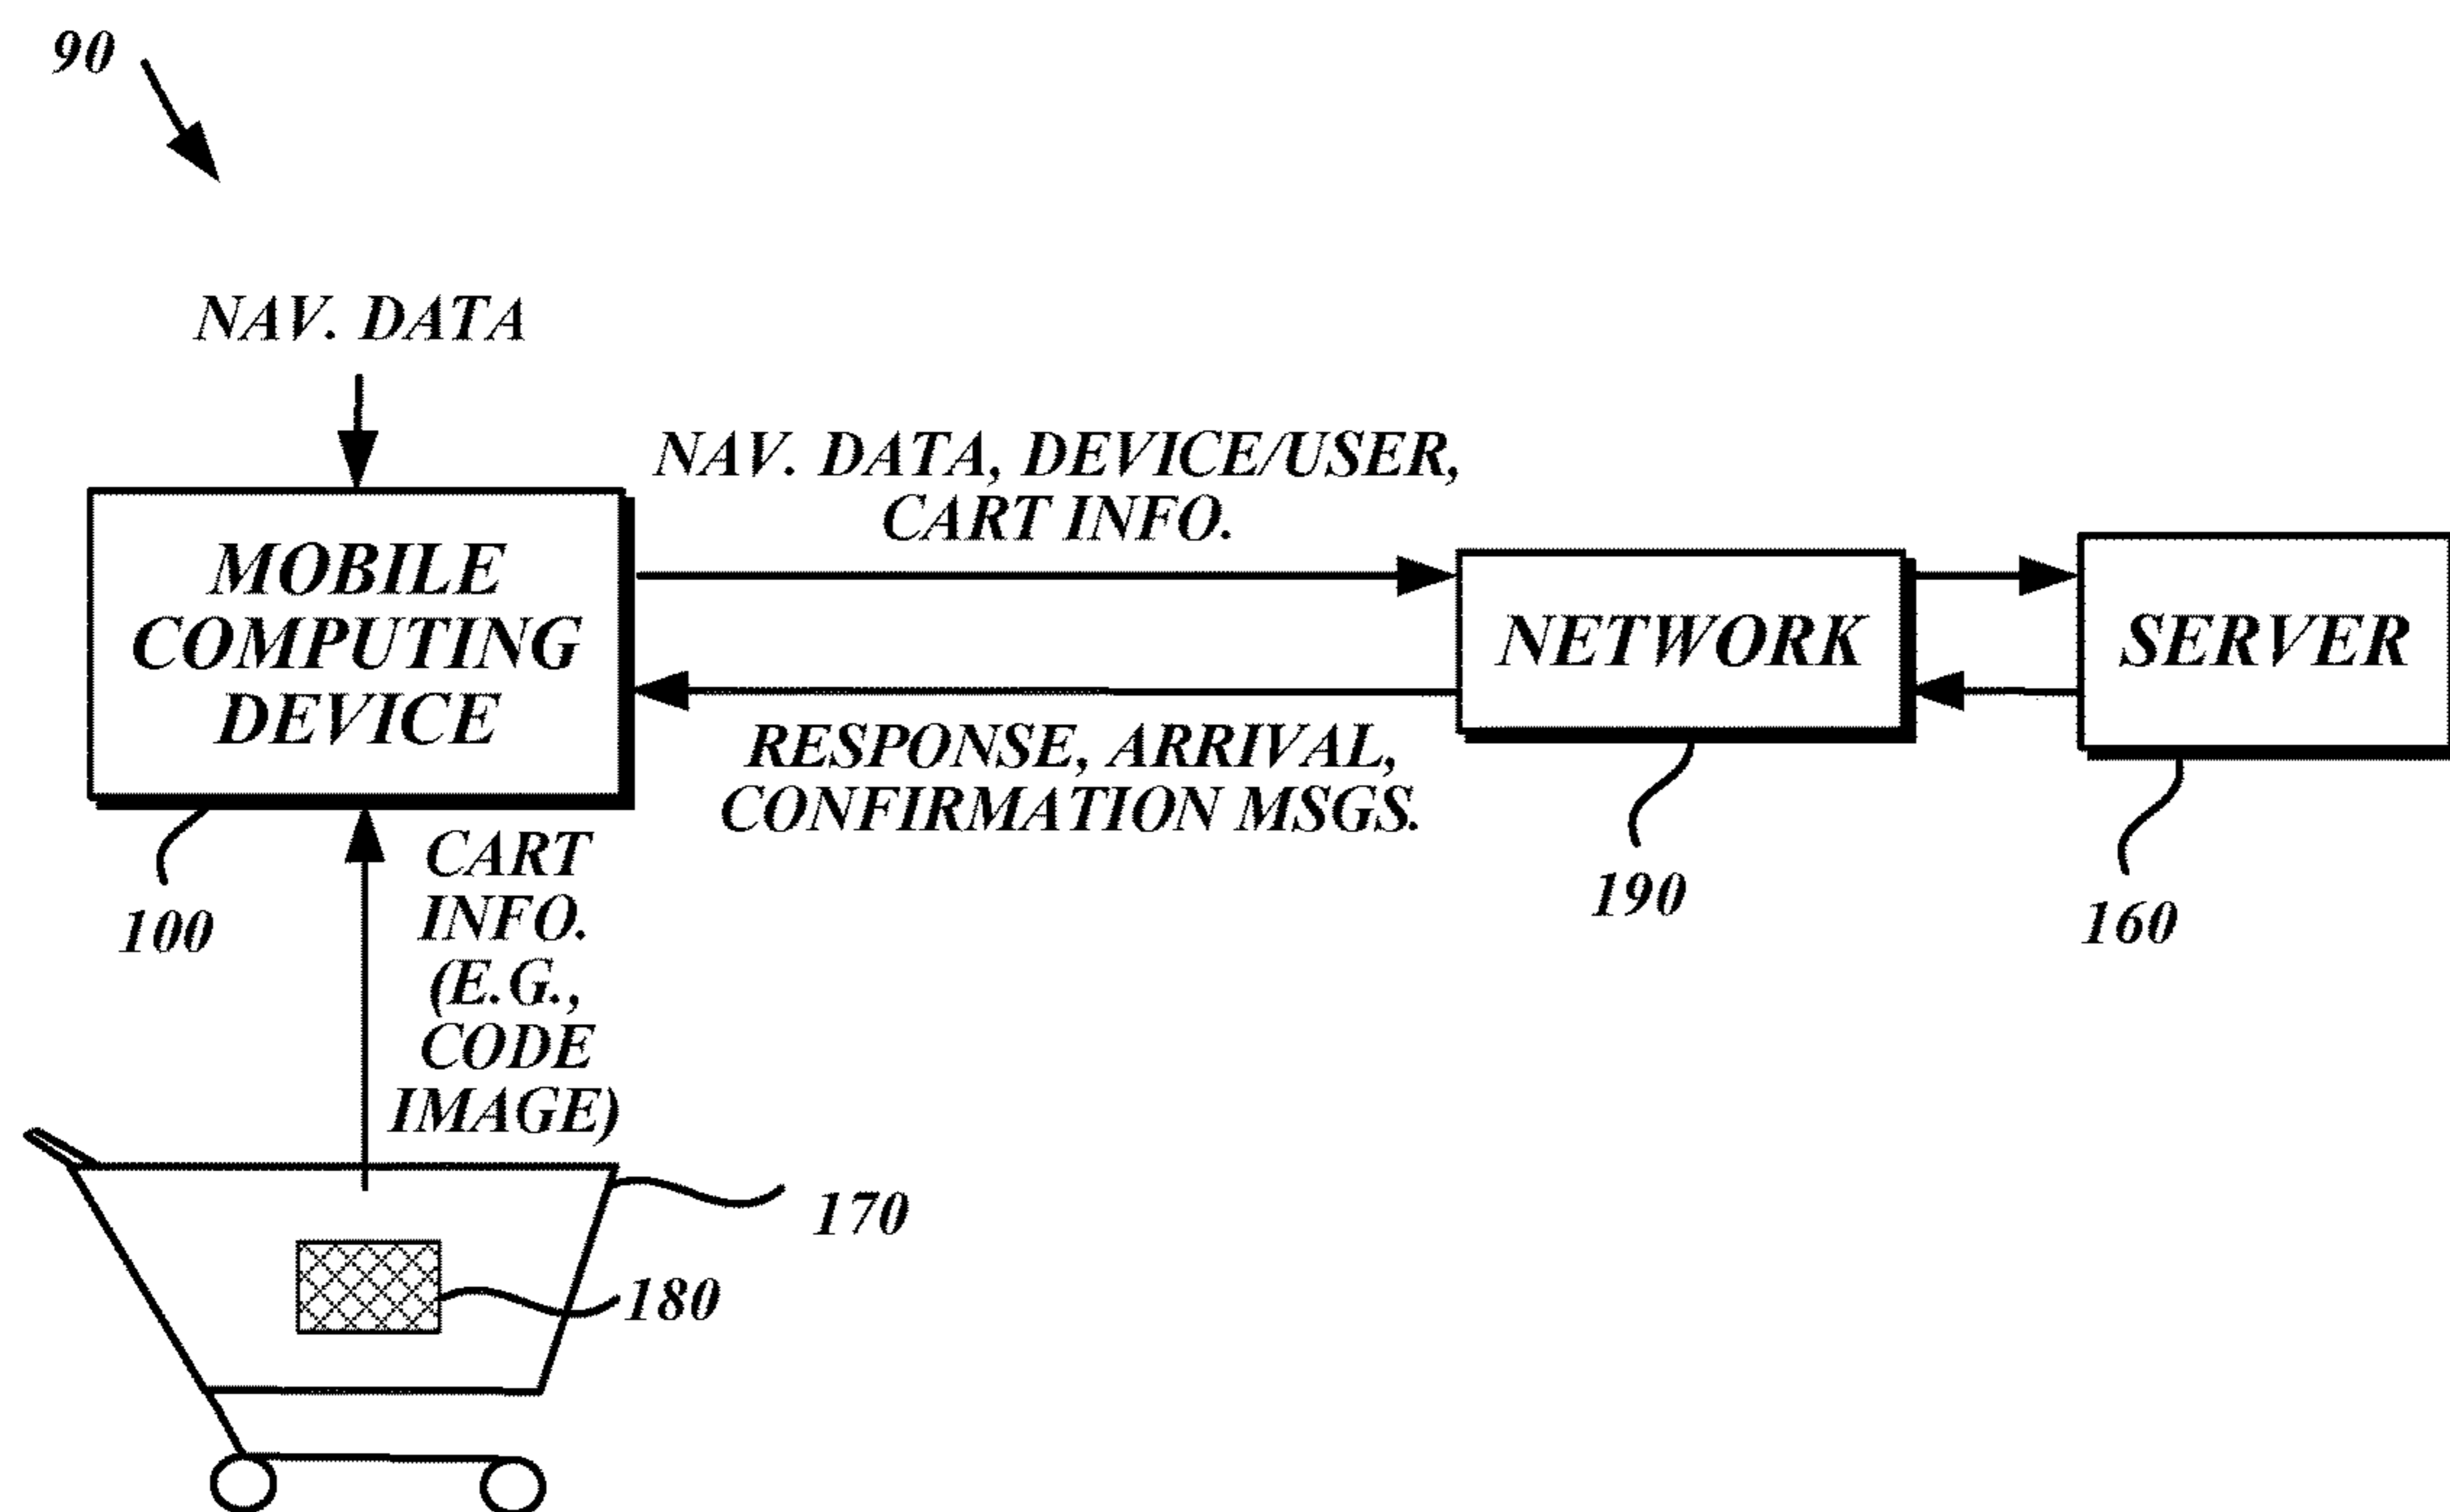 90
NAV. DATA
NAV. DATA, DEVICE/USER,
CART INFO.
MOBILE
COMPUTING
DEVICE
NETWORK
SERVER
RESPONSE, ARRIVAL,
CONFIRMATION MSGS.
100
190
160
CART
INFO.
(E.G.,
CODE
IMAGE)
170
180